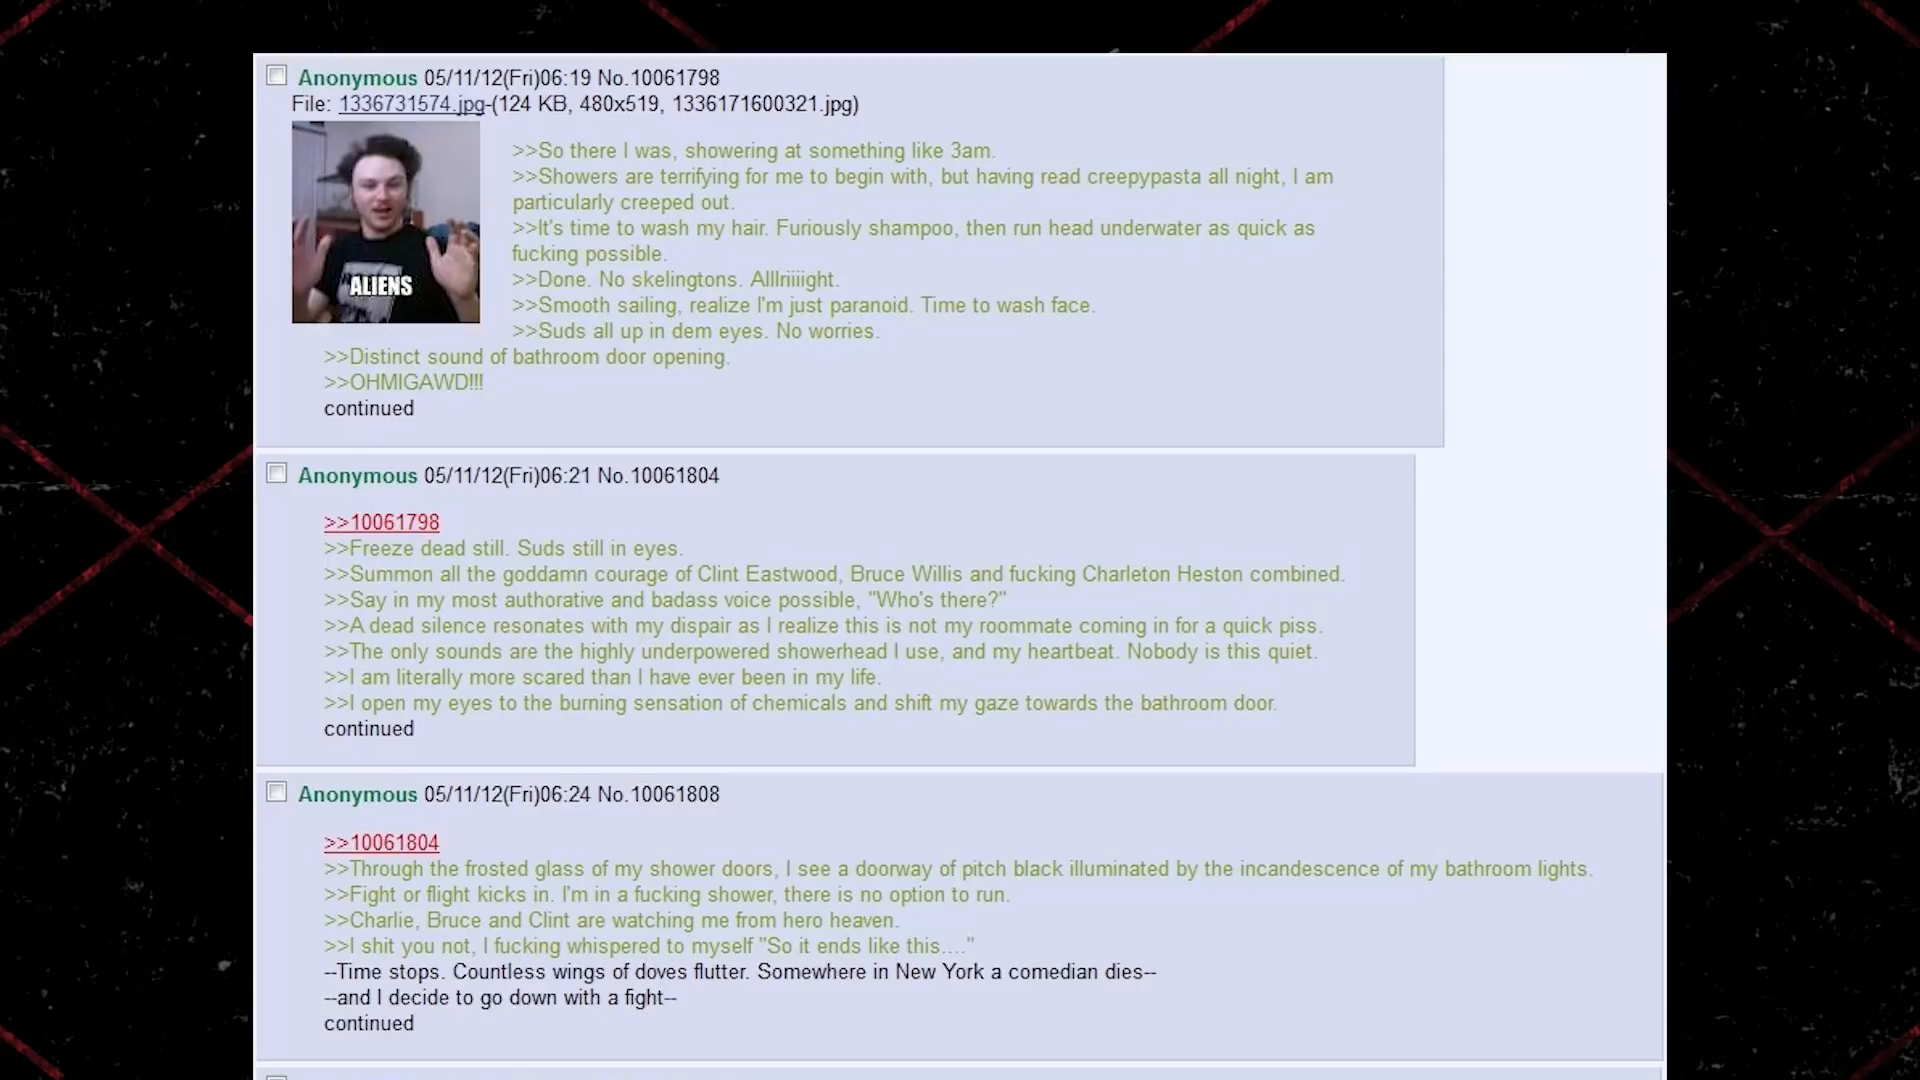 Anonymous 05/11/12(Fri)06:19 No.10061798
File: 1336731574.jpg-(124 KB, 480x519, 1336171600321.jpg)
ALIENS
>>So there I was, showering at something like 3am.
>>Showers are terrifying for me to begin with, but having read creepypasta all night, I am
particularly creeped out.
>>It's time to wash my hair. Furiously shampoo, then run head underwater as quick as
fucking possible.
>>Done. No skelingtons. Alllriiiiight.
>>Smooth sailing, realize I'm just paranoid. Time to wash face.
>>Suds all up in dem eyes. No worries.
>>Distinct sound of bathroom door opening.
>>OHMIGAWD!!!
continued
Anonymous 05/11/12(Fri)06:21 No.10061804
>>10061798
>>Freeze dead still. Suds still in eyes.
>>Summon all the goddamn courage of Clint Eastwood, Bruce Willis and fucking Charleton Heston combined.
>>Say in my most authorative and badass voice possible, "Who's there?"
>>A dead silence resonates with my dispair as I realize this is not my roommate coming in for a quick piss.
>>The only sounds are the highly underpowered showerhead I use, and my heartbeat. Nobody is this quiet.
>>I am literally more scared than I have ever been in my life.
>>I open my eyes to the burning sensation of chemicals and shift my gaze towards the bathroom door.
continued
Anonymous 05/11/12(Fri)06:24 No.10061808
>>10061804
>>Through the frosted glass of my shower doors, I see a doorway of pitch black illuminated by the incandescence of my bathroom lights.
>>Fight or flight kicks in. I'm in a fucking shower, there is no option to run.
>>Charlie, Bruce and Clint are watching me from hero heaven.
>>I shit you not, I fucking whispered to myself "So it ends like this...."
--Time stops. Countless wings of doves flutter. Somewhere in New York a comedian dies--
--and I decide to go down with a fight--
continued